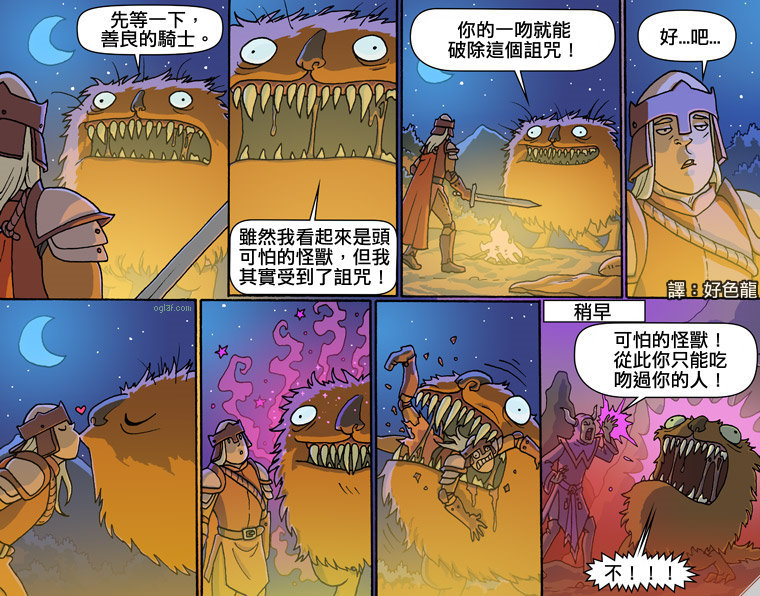 先等一下，
善良的騎士。
雖然我看起來是頭
可怕的怪獸，但我
其實受到了詛咒！
你的一吻就能
破除這個詛咒！
好...吧...
譯：好色龍
oglaf.com
稍早
可怕的怪獸！
從此你只能吃
吻過你的人！
不！！！